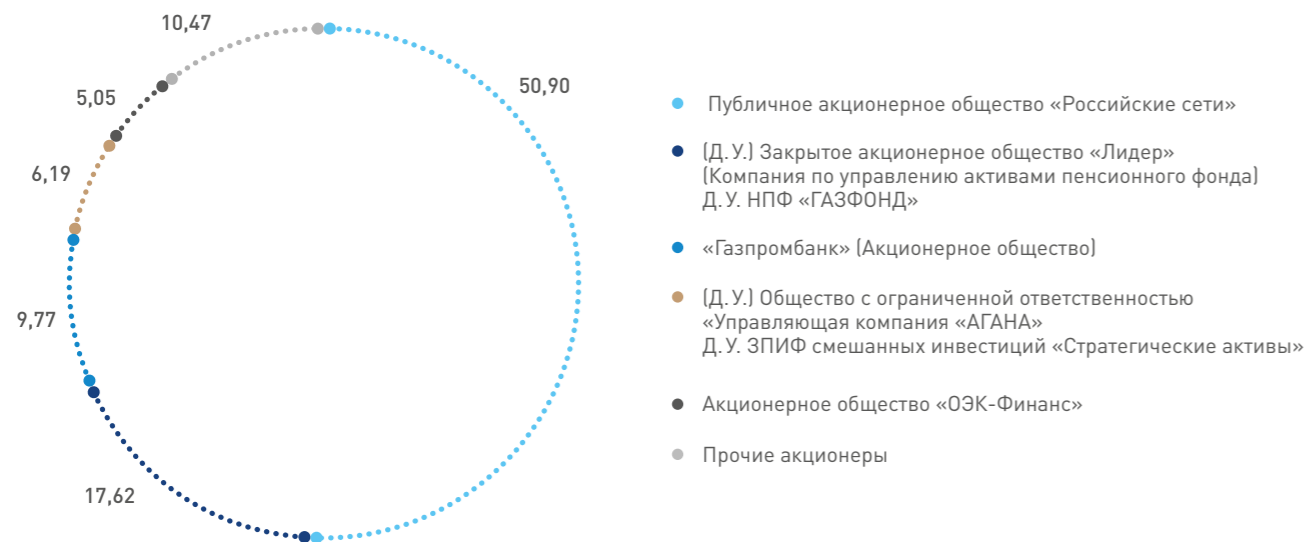 10,47
50,90
5,05
6,19
9,77
17,62
Публичное акционерное общество «Российские сети»
(Д.У.) Закрытое акционерное общество «Лидер»
(Компания по управлению активами пенсионного фонда)
Д.У. НПФ «ГАЗФОНД»
«Газпромбанк» (Акционерное общество)
(Д.У.) Общество с ограниченной ответственностью
«Управляющая компания «АГАНА»
Д.У. ЗПИФ смешанных инвестиций «Стратегические активы»
Акционерное общество «ОЭК-Финанс»
Прочие акционеры